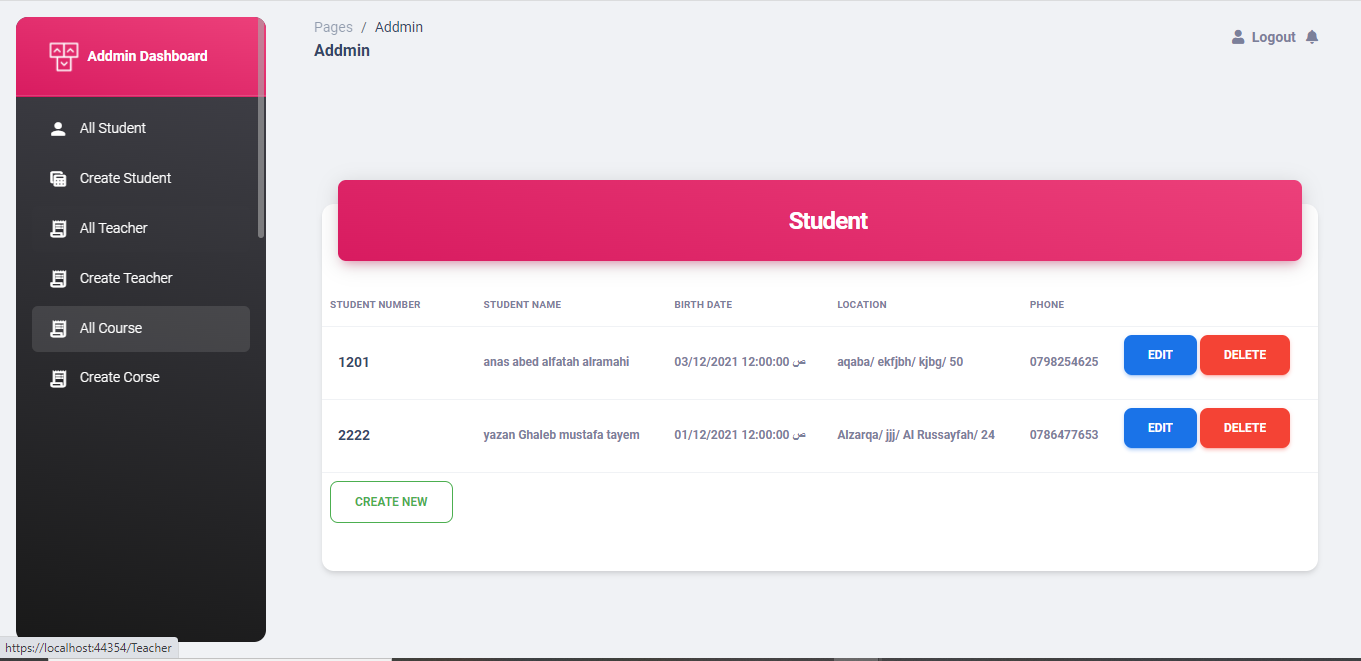 Addmin Dashboard
All Student
Create Student
All Teacher
Create Teacher
All Course
Create Corse
Pages / Addmin
Addmin
Logout
Student
STUDENT NUMBER STUDENT NAME BIRTH DATE LOCATION PHONE
1201 anas abed alfatah alramahi 03/12/2021 12:00:00 ص aqaba/ ekfjbh/ kjbg/ 50 0798254625 EDIT DELETE
2222 yazan Ghaleb mustafa tayem 01/12/2021 12:00:00 ص Alzarqa/ jjj/ Al Russayfah/ 24 0786477653 EDIT DELETE
CREATE NEW
https://localhost:44354/Teacher